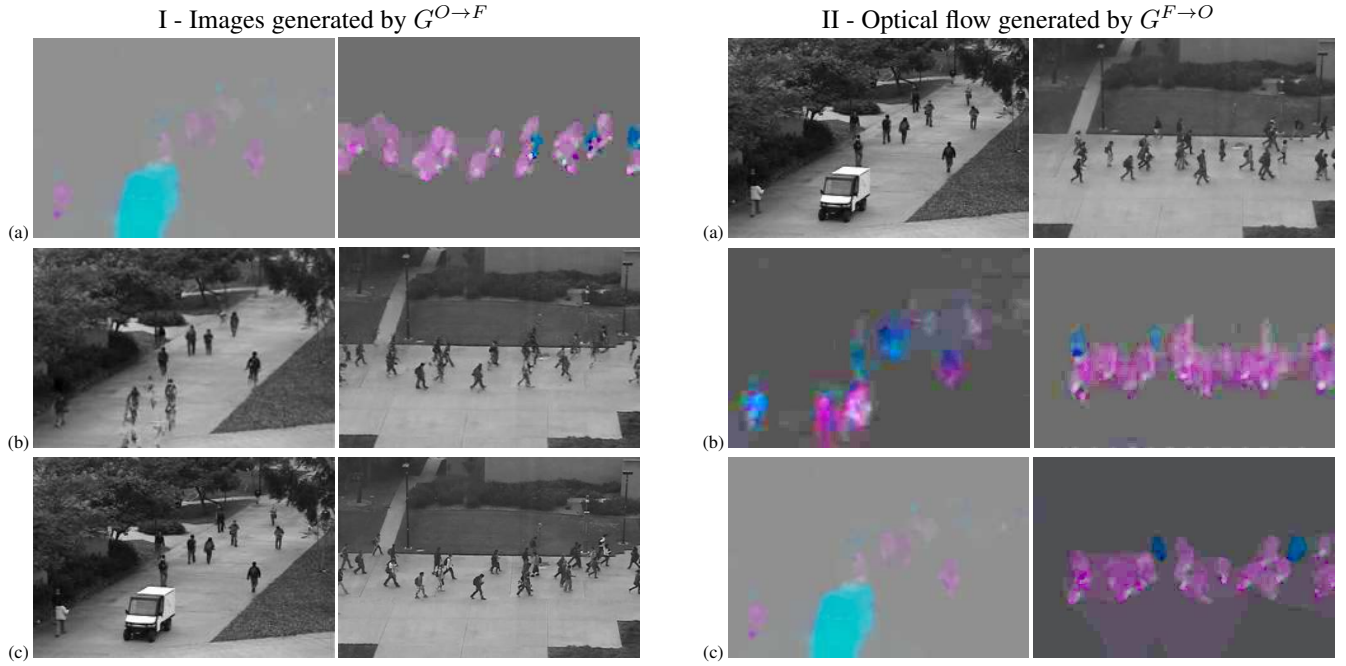 I - Images generated by G^{O→F}
II - Optical flow generated by G^{F→O}
(a)
(a)
(b)
(b)
(c)
(c)